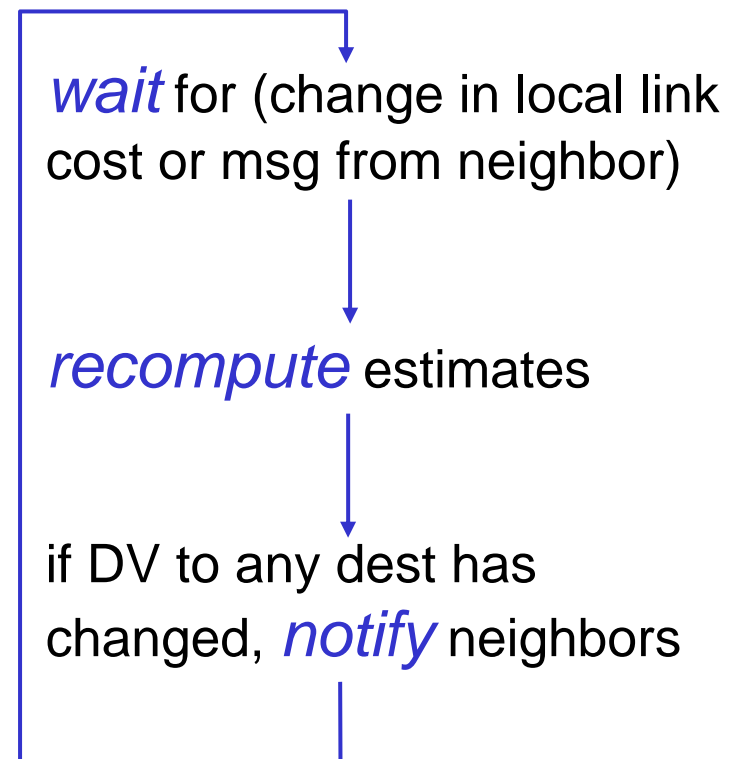 wait for (change in local link
cost or msg from neighbor)
recompute estimates
if DV to any dest has
changed, notify neighbors